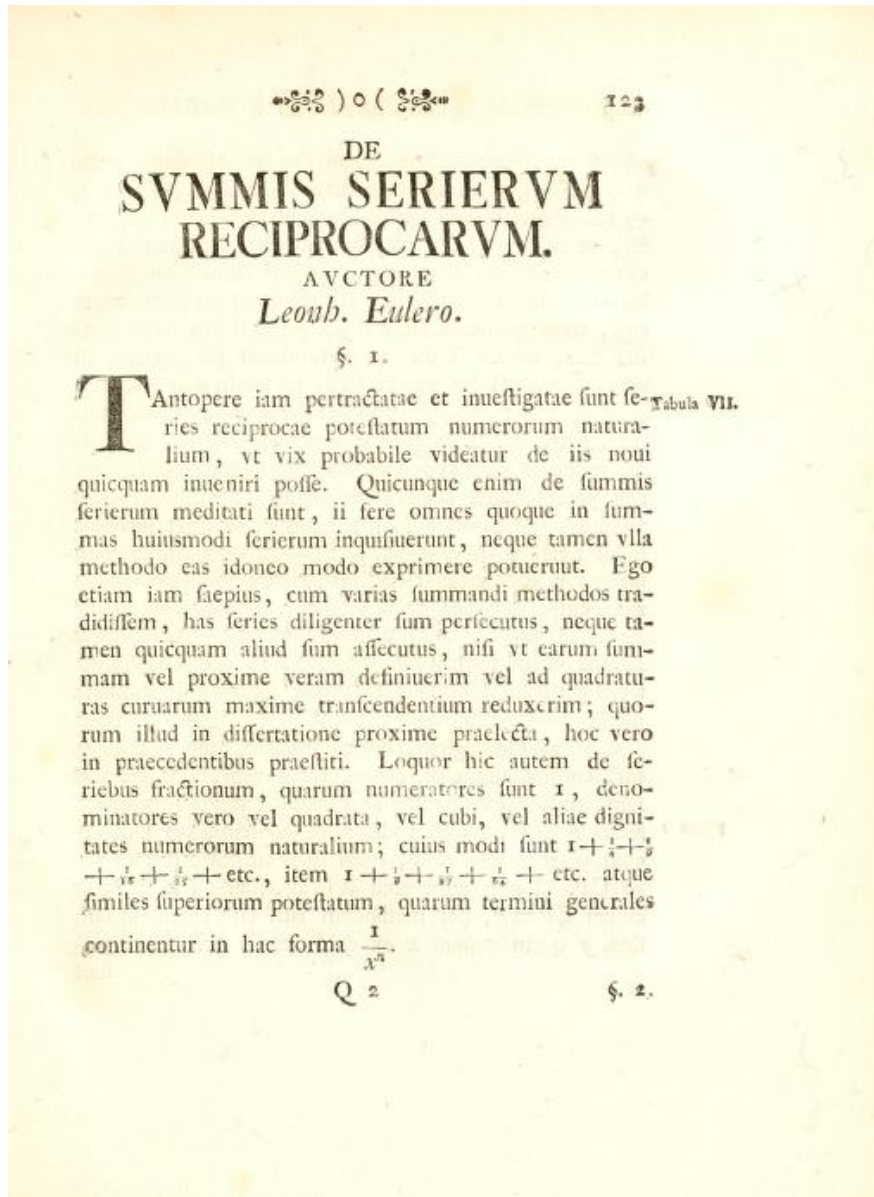 ) o ( 123
DE
SVMMIS SERIERVM
RECIPROCARVM.
AVCTORE
Leonh. Eulero.
§. 1.
TAntopere iam pertractatae et inueſtigatae ſunt ſe- Tabula VII.
ries reciprocae poteſtatum numerorum natura-
lium, vt vix probabile videatur de iis noui
quicquam inueniri poſſe. Quicunque enim de ſummis
ſerierum meditati ſunt, ii fere omnes quoque in ſum-
mas huiusmodi ſerierum inquiſiuerunt, neque tamen vlla
methodo eas idoneo modo exprimere potuerunt. Ego
etiam iam ſaepius, cum varias ſummandi methodos tra-
didiſſem, has ſeries diligenter ſum perſecutus, neque ta-
men quicquam aliud ſum aſſecutus, niſi vt earum ſum-
mam vel proxime veram definiuerim vel ad quadratu-
ras curuarum maxime tranſcendentium reduxerim; quo-
rum illud in diſſertatione proxime praelecta, hoc vero
in praecedentibus praeſtiti. Loquor hic autem de ſe-
riebus fractionum, quarum numeratores ſunt 1, deno-
minatores vero vel quadrata, vel cubi, vel aliae digni-
tates numerorum naturalium; cuius modi ſunt 1+1/4+1/9
+1/16+1/25+etc., item 1+1/8+1/27+1/64+ etc. atque
ſimiles ſuperiorum poteſtatum, quarum termini generales
continentur in hac forma 1/xⁿ.
Q 2 §. 2.